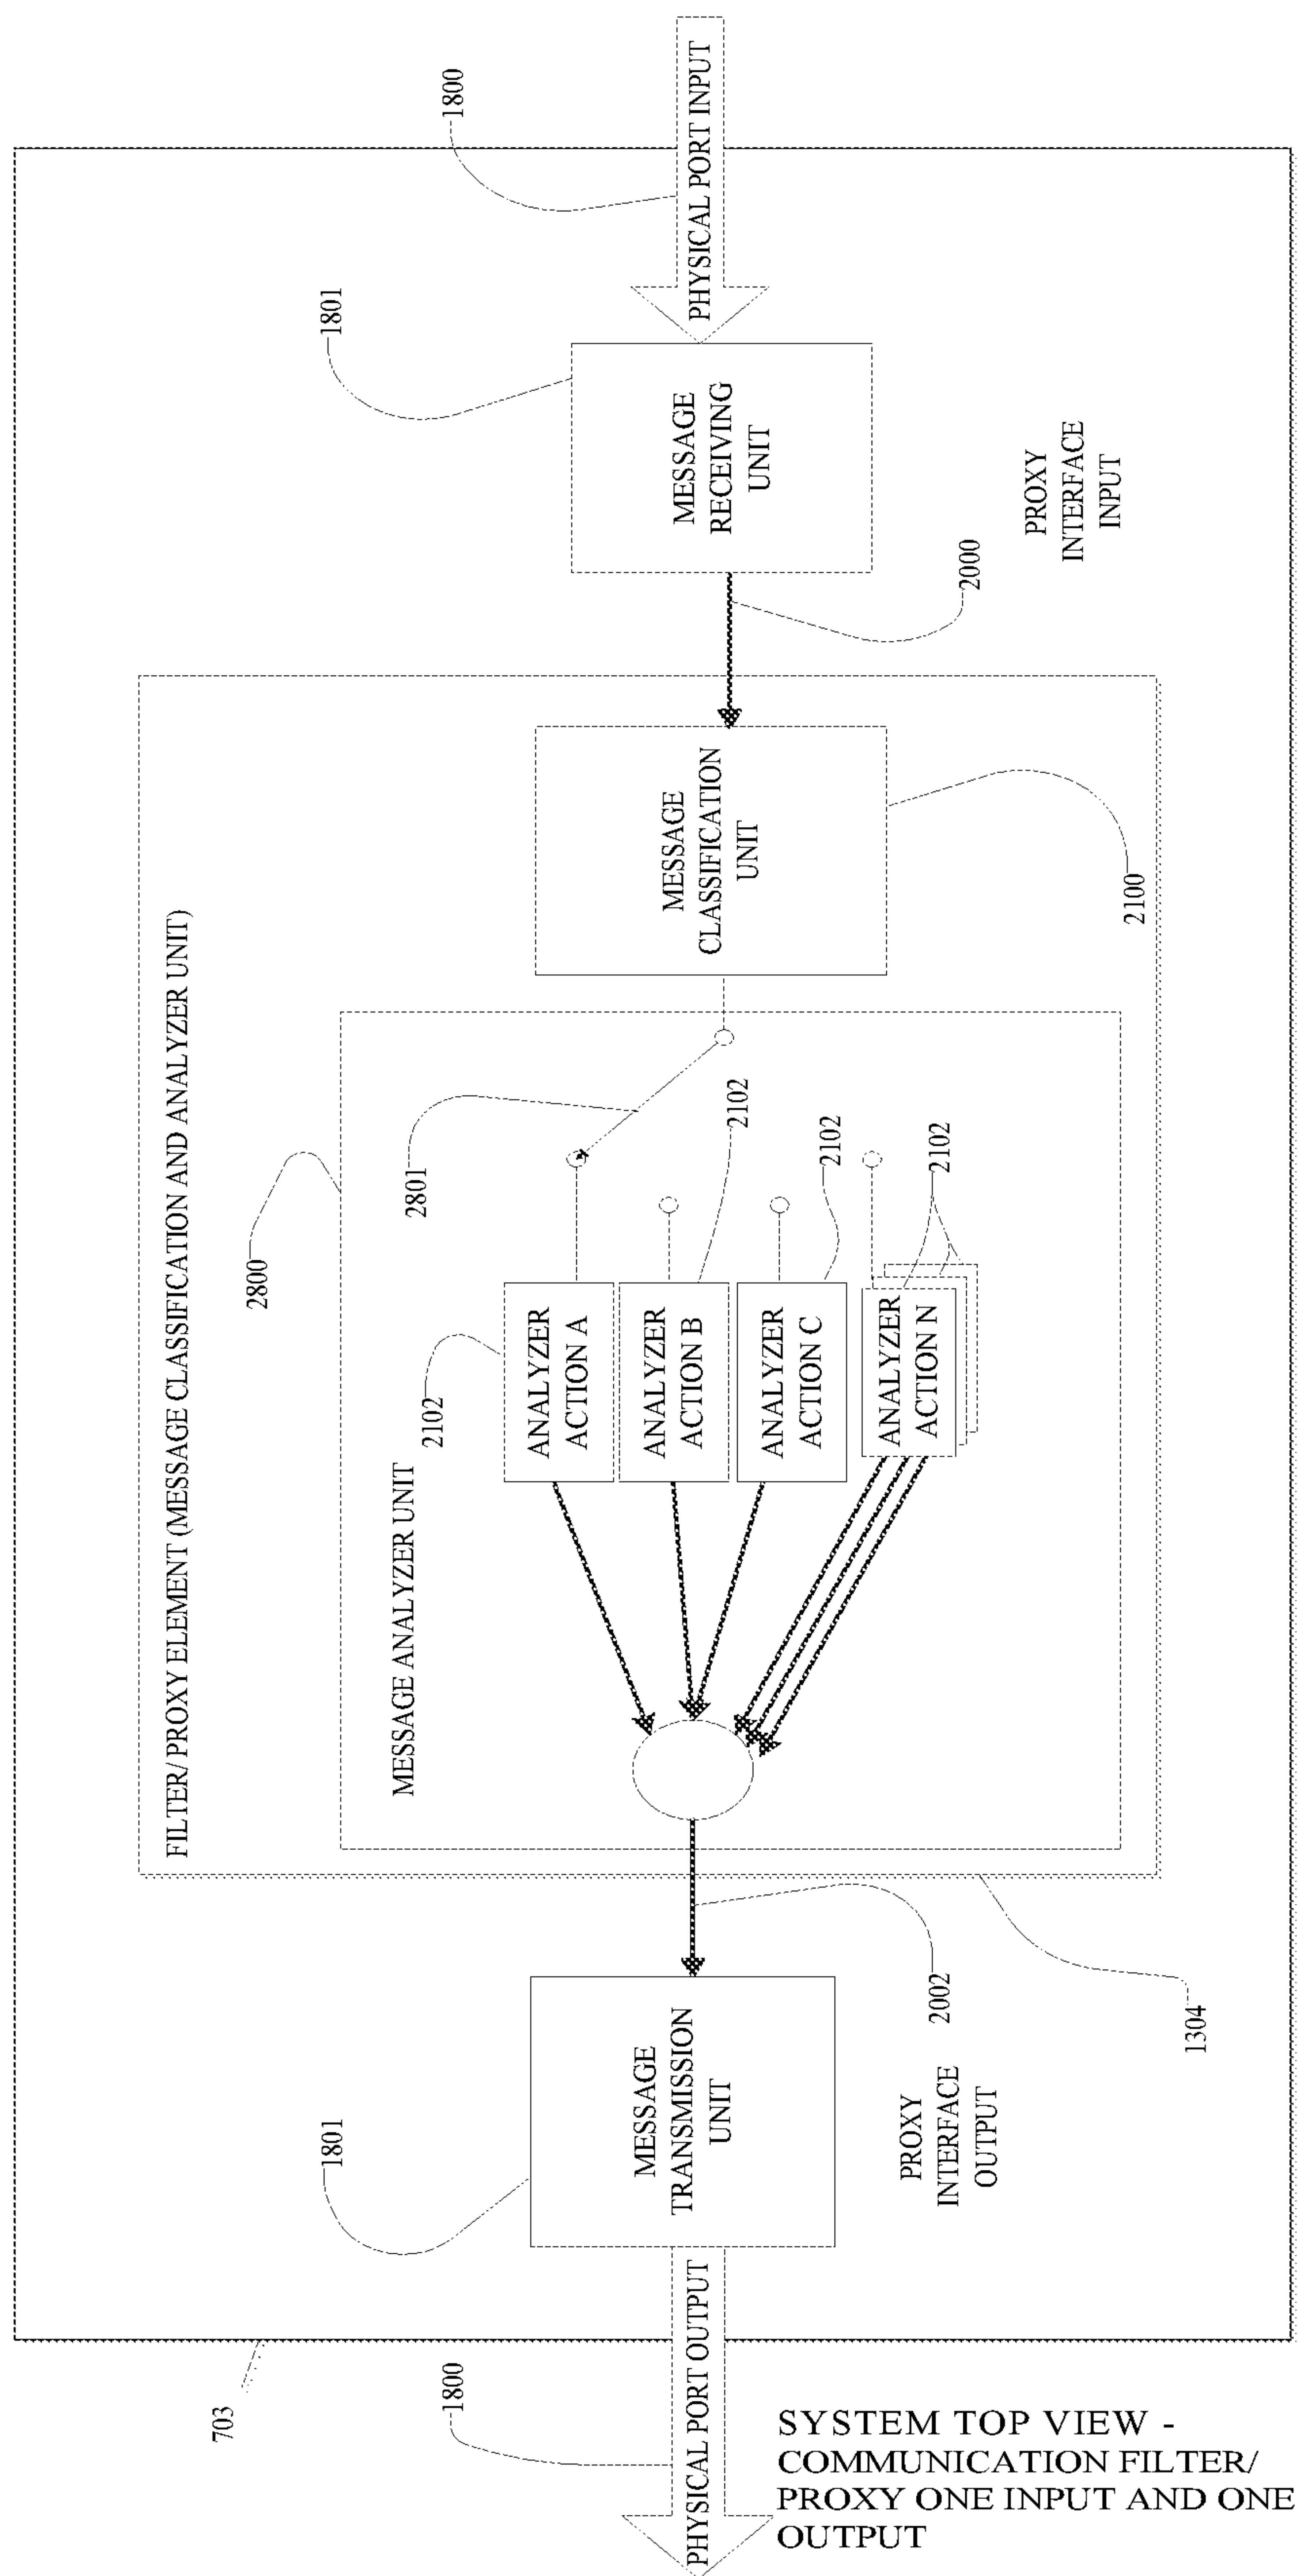 1800
PHYSICAL PORT INPUT
1801
MESSAGE
RECEIVING
UNIT
PROXY
INTERFACE
INPUT
2000
FILTER/ PROXY ELEMENT (MESSAGE CLASSIFICATION AND ANALYZER UNIT)
MESSAGE
CLASSIFICATION
UNIT
2100
2800
MESSAGE ANALYZER UNIT
2801
2102
2102
2102
2102
ANALYZER
ACTION A
ANALYZER
ACTION B
ANALYZER
ACTION C
ANALYZER
ACTION N
2002
1304
MESSAGE
TRANSMISSION
UNIT
1801
PROXY
INTERFACE
OUTPUT
703
1800
PHYSICAL PORT OUTPUT
SYSTEM TOP VIEW -
COMMUNICATION FILTER/
PROXY ONE INPUT AND ONE
OUTPUT